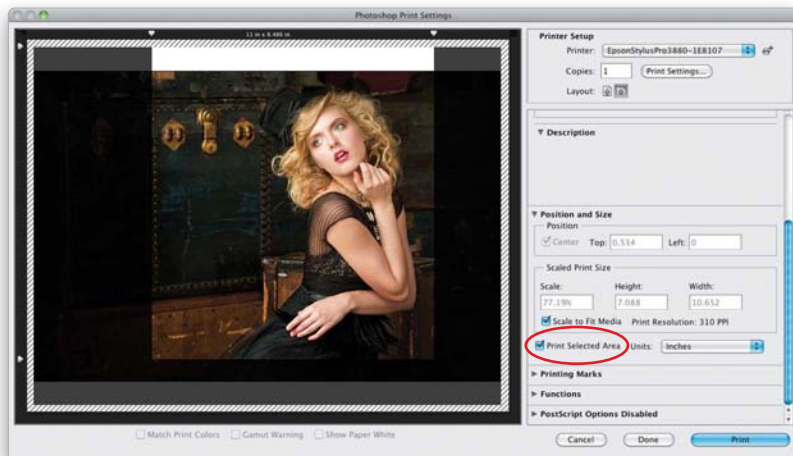 Photoshop Print Settings
11 in x 8.486 in
Printer Setup
Printer: EpsonStylusPro3880-1E8107
Copies: 1 Print Settings...
Layout:
Description
Position and Size
Position
Center Top: 0.534 Left: 0
Scaled Print Size
Scale: Height: Width:
77.19% 7.088 10.652
Scale to Fit Media Print Resolution: 310 PPI
Print Selected Area Units: Inches
Printing Marks
Functions
PostScript Options Disabled
Match Print Colors Gamut Warning Show Paper White
Cancel Done Print